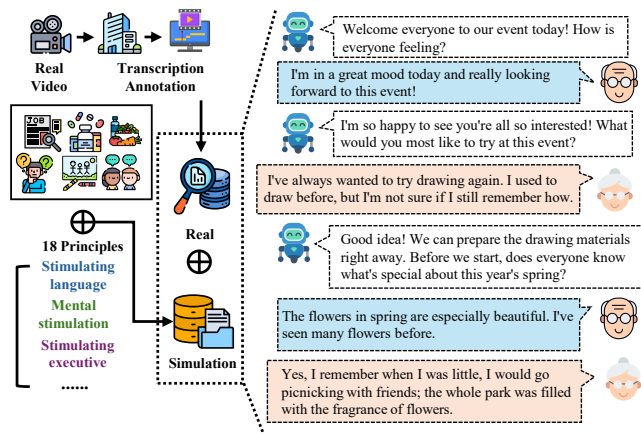 Real
Video
Transcription
Annotation
JOB
18 Principles
Stimulating
language
Mental
stimulation
Stimulating
executive
......
Real
Simulation
Welcome everyone to our event today! How is
everyone feeling?
I'm in a great mood today and really looking
forward to this event!
I'm so happy to see you're all so interested! What
would you most like to try at this event?
I've always wanted to try drawing again. I used to
draw before, but I'm not sure if I still remember how.
Good idea! We can prepare the drawing materials
right away. Before we start, does everyone know
what's special about this year's spring?
The flowers in spring are especially beautiful. I've
seen many flowers before.
Yes, I remember when I was little, I would go
picnicking with friends; the whole park was filled
with the fragrance of flowers.